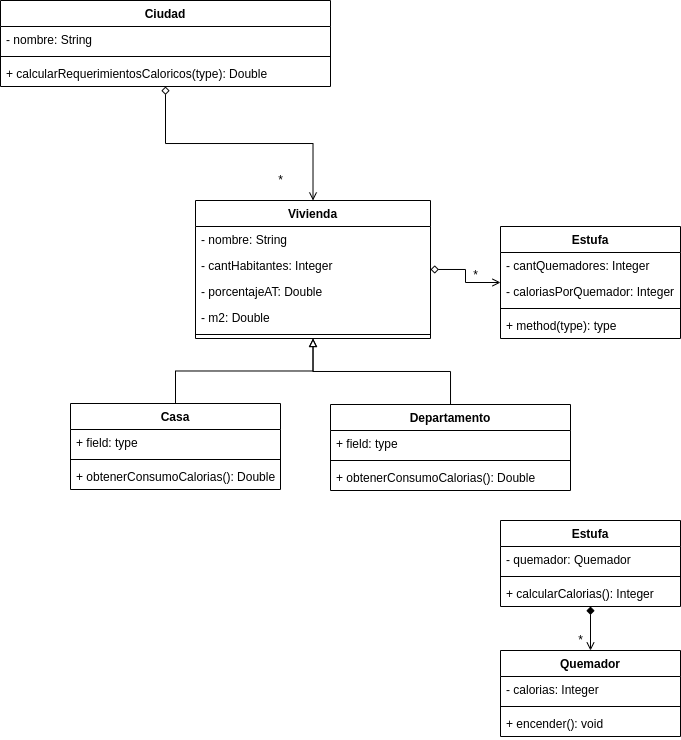 Ciudad
- nombre: String
+ calcularRequerimientosCaloricos(type): Double
*
Vivienda
- nombre: String
- cantHabitantes: Integer
- porcentajeAT: Double
- m2: Double
*
Estufa
- cantQuemadores: Integer
- caloriasPorQuemador: Integer
+ method(type): type
Casa
+ field: type
+ obtenerConsumoCalorias(): Double
Departamento
+ field: type
+ obtenerConsumoCalorias(): Double
Estufa
- quemador: Quemador
+ calcularCalorias(): Integer
*
Quemador
- calorias: Integer
+ encender(): void